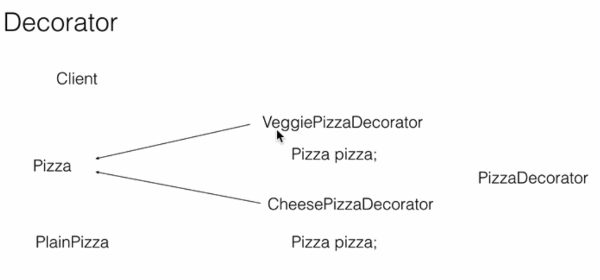 Decorator
Client
VeggiePizzaDecorator
Pizza pizza;
Pizza
PizzaDecorator
CheesePizzaDecorator
PlainPizza
Pizza pizza;